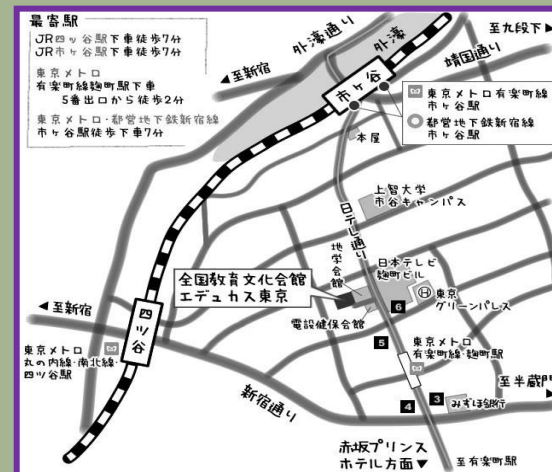 最寄駅
JR四ッ谷駅下車徒歩7分
JR市ヶ谷駅下車徒歩7分
東京メトロ
有楽町線麹町駅下車
5番出口から徒歩2分
東京メトロ・都営地下鉄新宿線
市ヶ谷駅徒歩下車7分
外濠通り
外濠
至九段下
至新宿
靖国通り
市ヶ谷
東京メトロ有楽町線
市ヶ谷駅
都営地下鉄新宿線
市ヶ谷駅
外濠通り
本屋
上智大学
市谷キャンパス
日テレ通り
地学会館
日本テレビ
麹町ビル
全国教育文化会館
エデュカス東京
H
東京
グリーンパレス
6
至新宿
四ツ谷
電設健保会館
5
東京メトロ
有楽町線・麹町駅
東京メトロ
丸の内線・南北線・
四ツ谷駅
新宿通り
至半蔵門
4
3
みずほ銀行
赤坂プリンス
ホテル方面▼
至有楽町駅